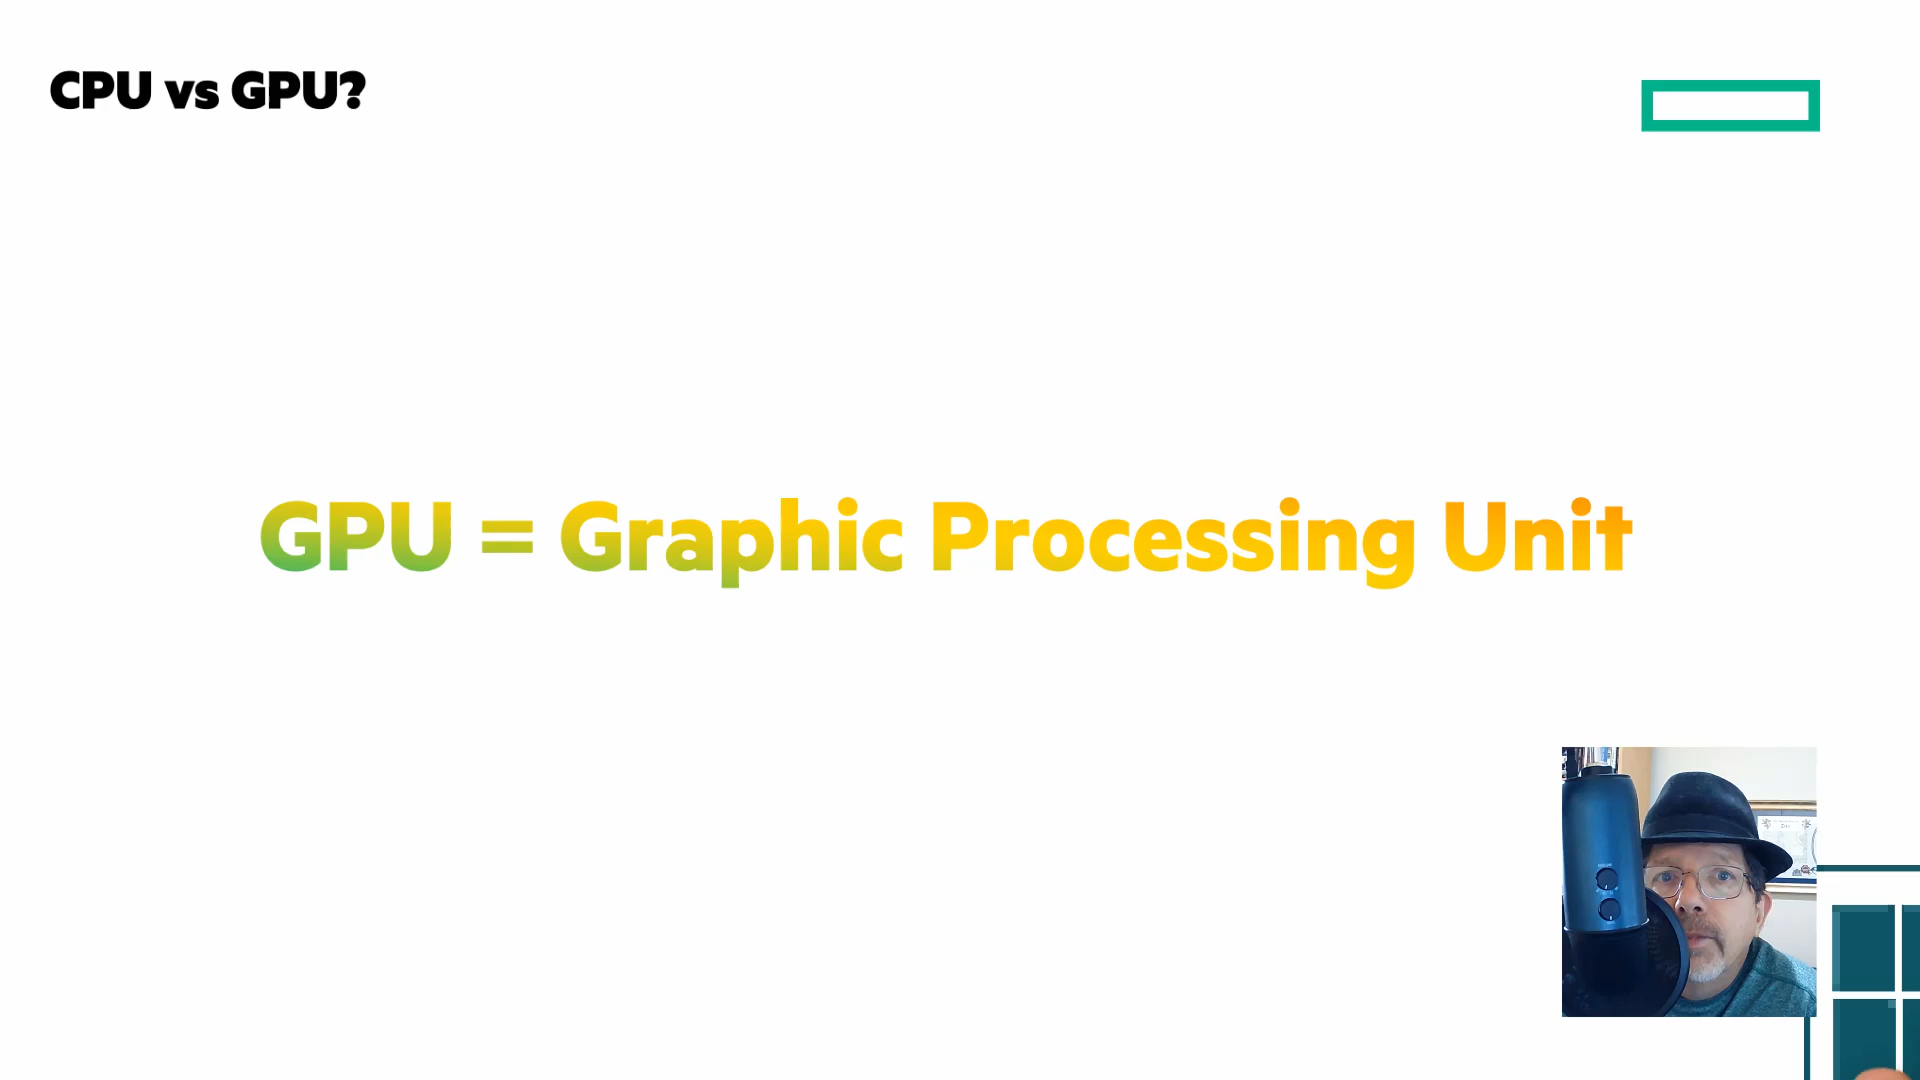 CPU vs GPU?
GPU = Graphic Processing Unit